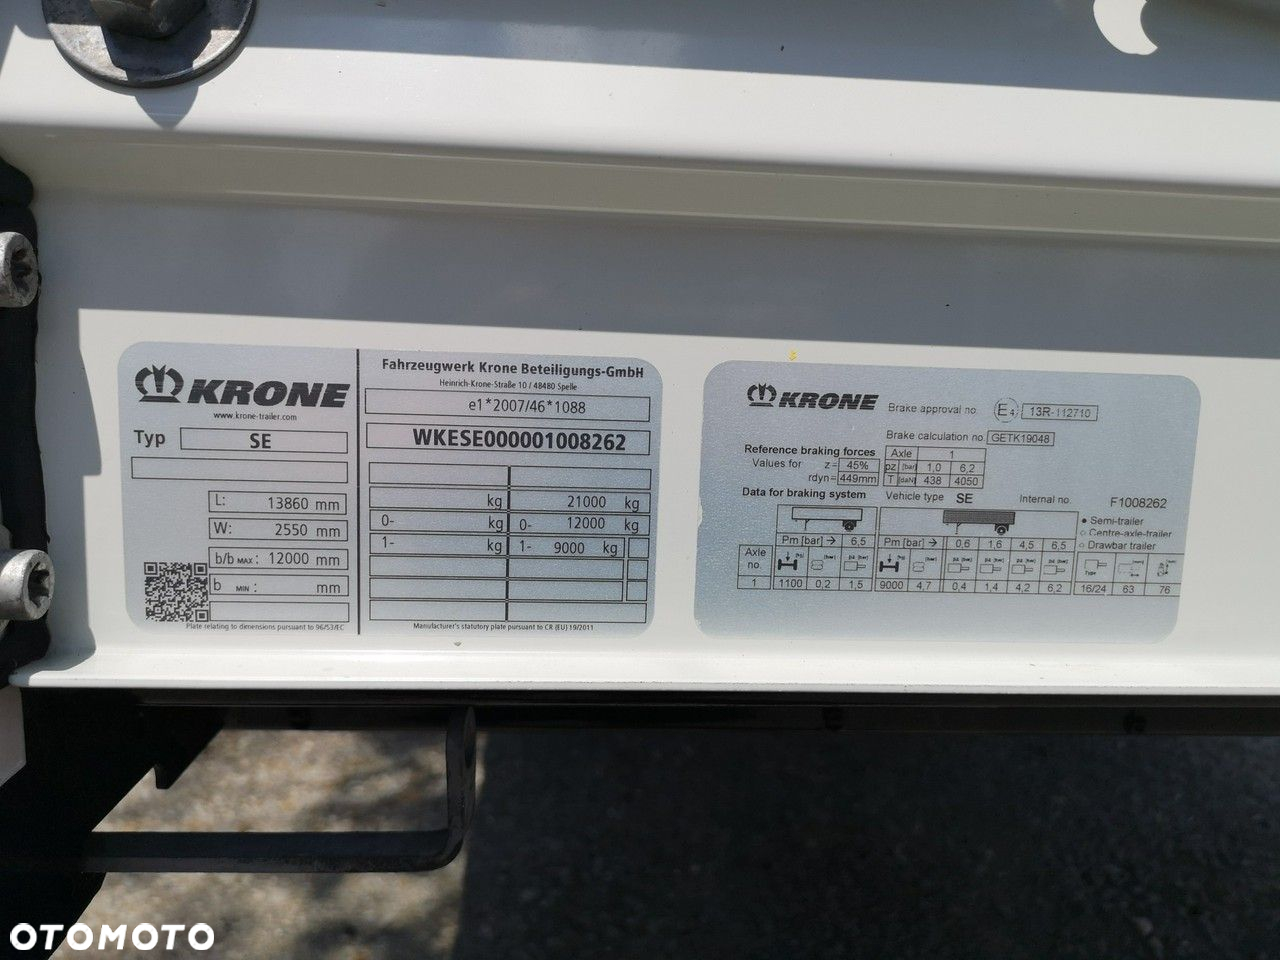 KRONE
www.krone-trailer.com
Typ SE
L: 13860 mm
W: 2550 mm
b/b MAX: 12000 mm
b MIN: mm
Plate relating to dimensions pursuant to 96/53/EC
Fahrzeugwerk Krone Beteiligungs-GmbH
Heinrich-Krone-Straße 10 / 48480 Spelle
e1*2007/46*1088
WKESE000001008262
kg 21000 kg
0- kg 0- 12000 kg
1- kg 1- 9000 kg
Manufacturer's statutory plate pursuant to CR (EU) 19/2011
KRONE
Brake approval no. E4 13R-112710
Brake calculation no. GETK19048
Reference braking forces
Values for z= 45%
rdyn= 449mm
Axle 1
pz [bar] 1,0 6,2
T [daN] 438 4050
Data for braking system Vehicle type SE Internal no. F1008262
Semi-trailer
Centre-axle-trailer
Drawbar trailer
Pm [bar] → 6,5 Pm [bar] → 0,6 1,6 4,5 6,5
Axle no.
1 1100 0,2 1,5 9000 4,7 0,4 1,4 4,2 6,2 16/24 63 76
OTOMOTO